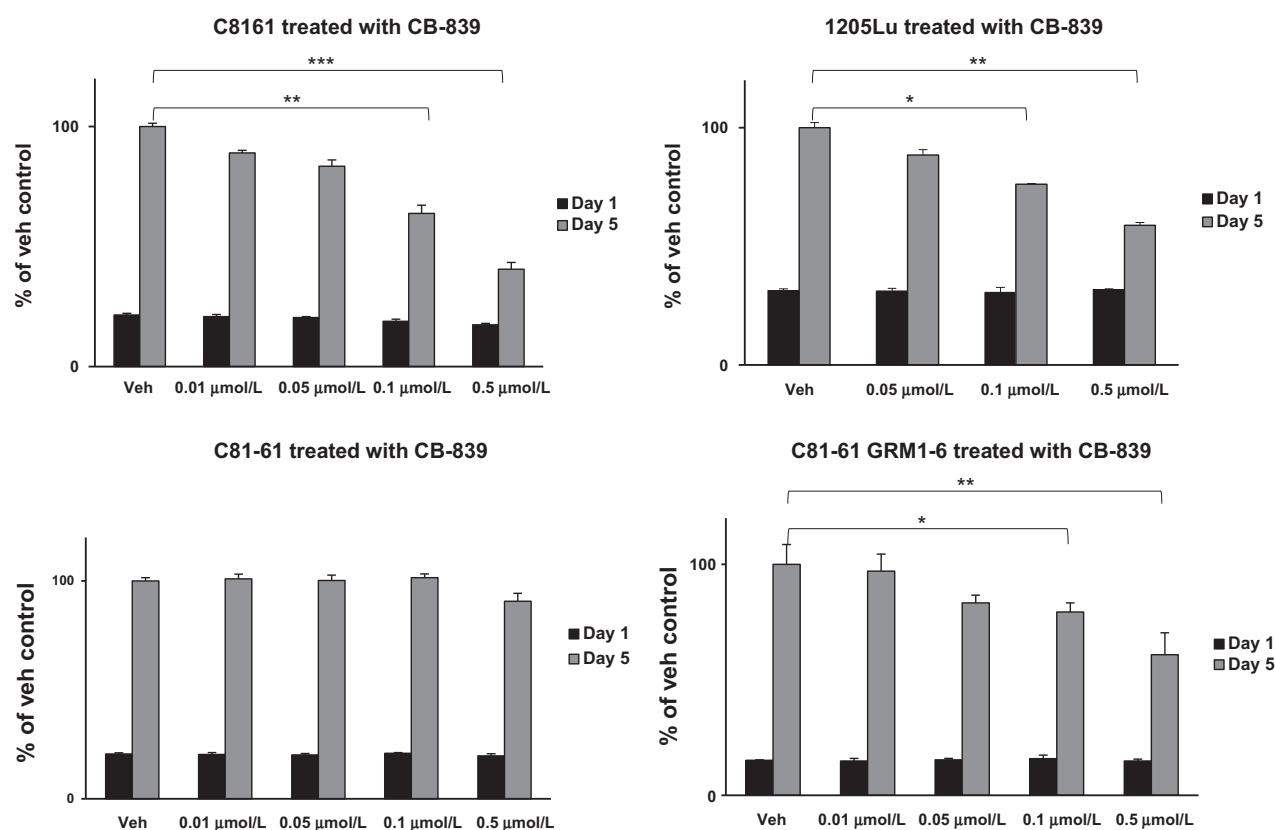 C8161 treated with CB-839
***
**
% of veh control
100
0
Veh 0.01 μmol/L 0.05 μmol/L 0.1 μmol/L 0.5 μmol/L
Day 1
Day 5
1205Lu treated with CB-839
**
*
% of veh control
100
0
Veh 0.05 μmol/L 0.1 μmol/L 0.5 μmol/L
Day 1
Day 5
C81-61 treated with CB-839
% of veh control
100
0
Veh 0.01 μmol/L 0.05 μmol/L 0.1 μmol/L 0.5 μmol/L
Day 1
Day 5
C81-61 GRM1-6 treated with CB-839
**
*
% of veh control
100
0
Veh 0.01 μmol/L 0.05 μmol/L 0.1 μmol/L 0.5 μmol/L
Day 1
Day 5